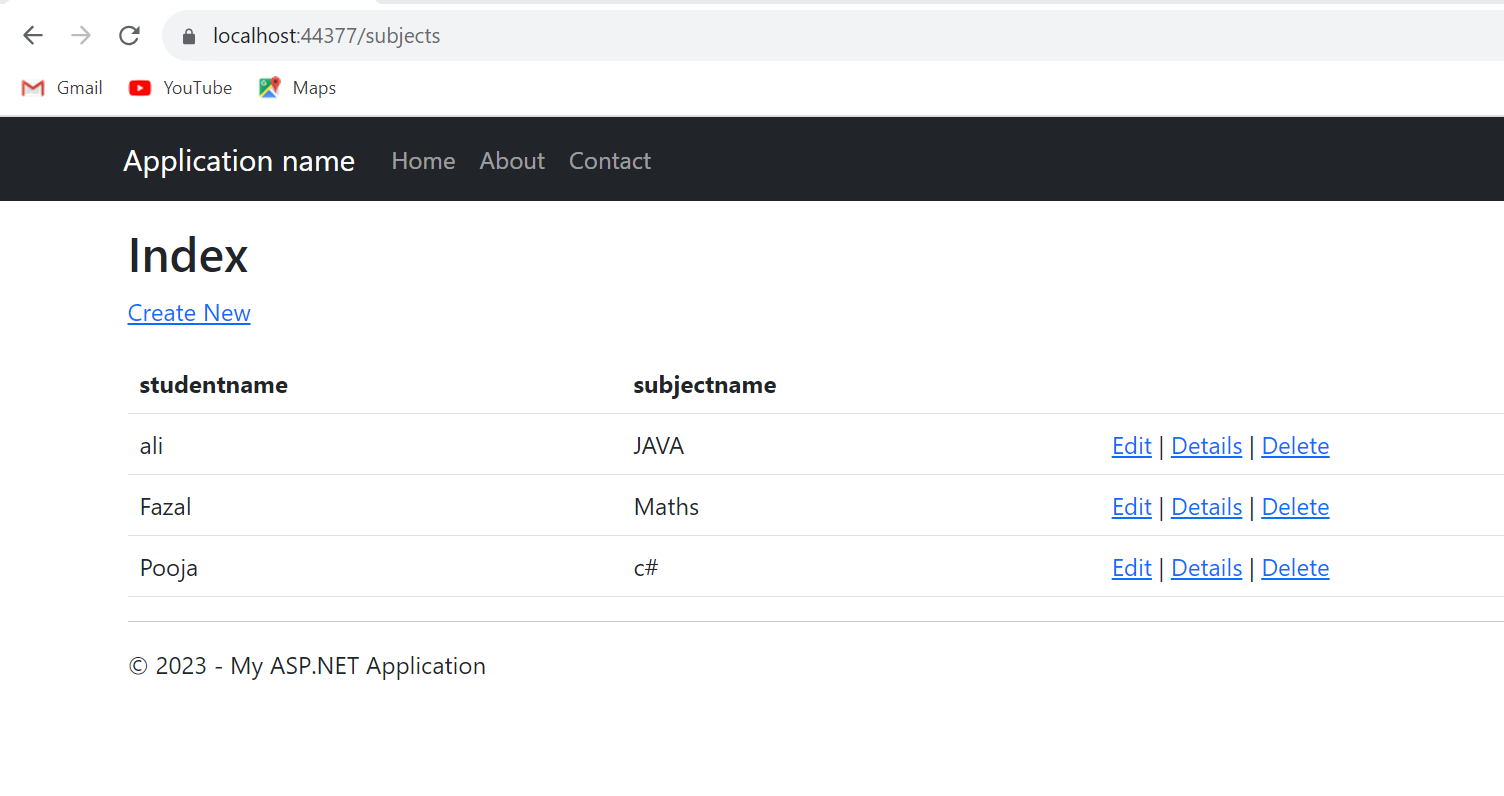 localhost:44377/subjects
Gmail YouTube Maps
Application name Home About Contact
Index
Create New
studentname subjectname
ali JAVA Edit | Details | Delete
Fazal Maths Edit | Details | Delete
Pooja c# Edit | Details | Delete
© 2023 - My ASP.NET Application